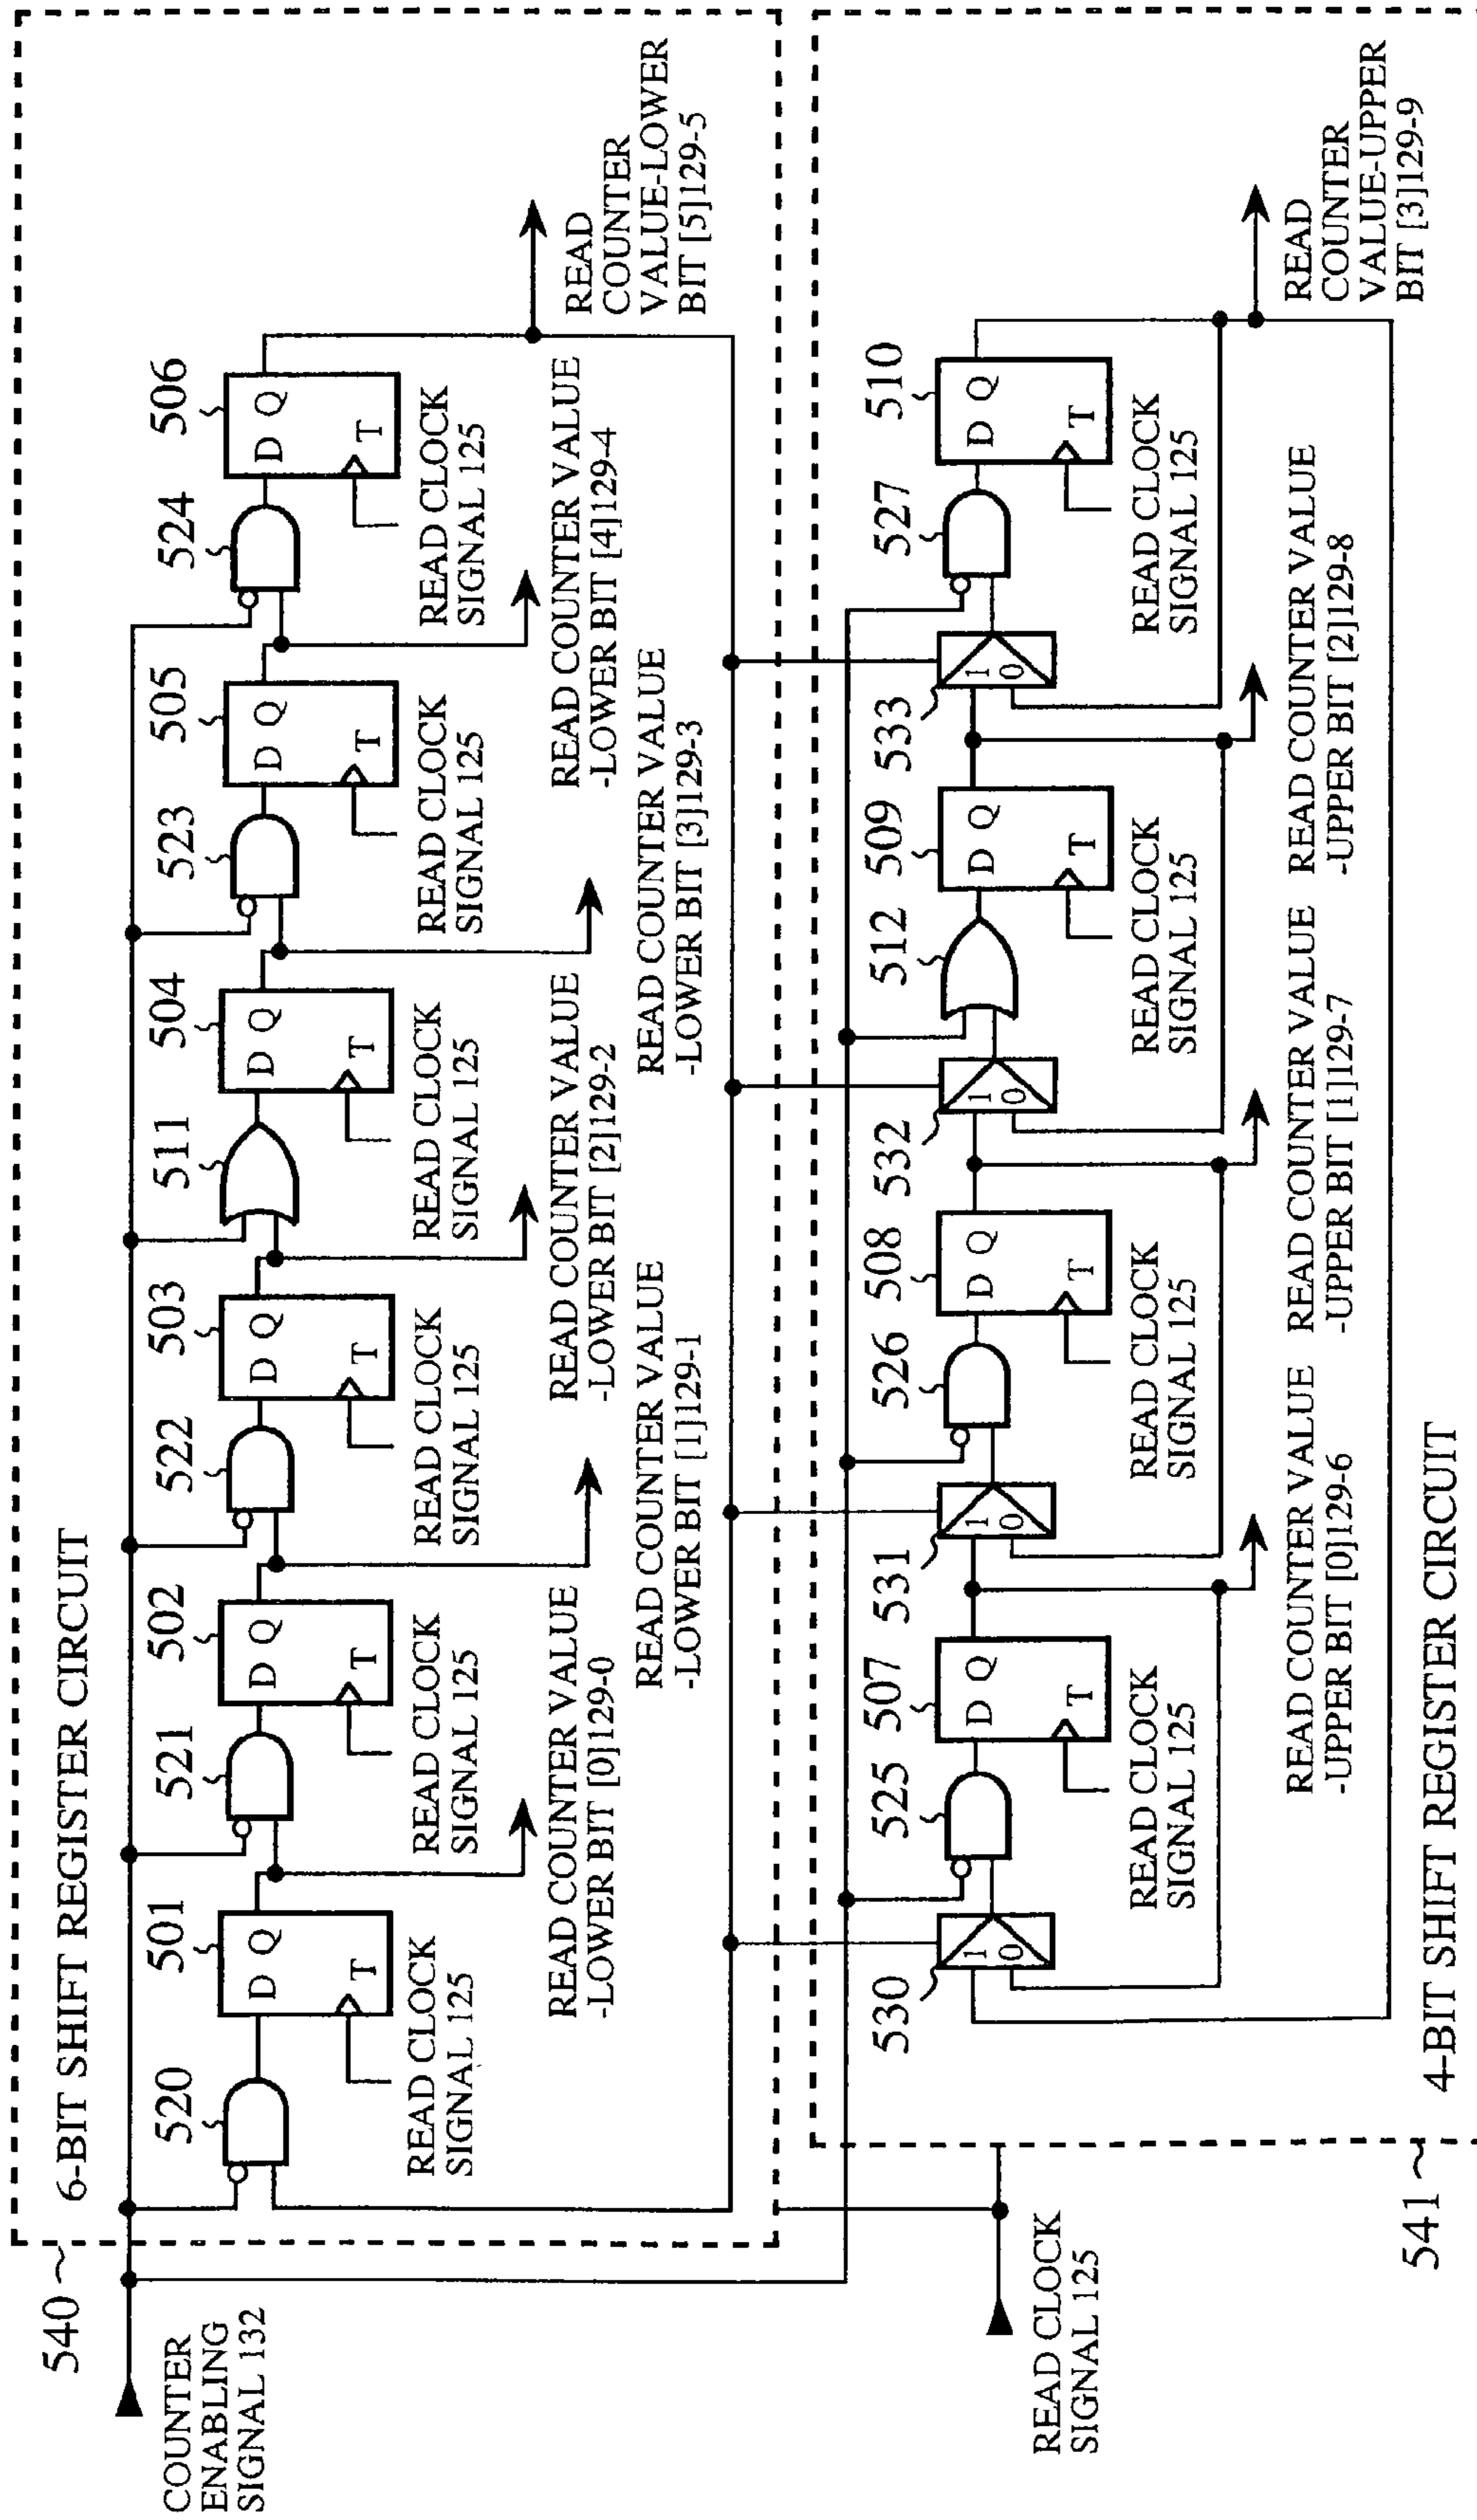 540
6-BIT SHIFT REGISTER CIRCUIT
COUNTER
ENABLING
SIGNAL 132
520
501
D Q
T
READ CLOCK
SIGNAL 125
521
502
D Q
T
READ CLOCK
SIGNAL 125
522
503
D Q
T
READ CLOCK
SIGNAL 125
511
504
D Q
T
READ CLOCK
SIGNAL 125
523
505
D Q
T
READ CLOCK
SIGNAL 125
524
506
D Q
T
READ CLOCK
SIGNAL 125
READ COUNTER VALUE
-LOWER BIT [0]129-0
READ COUNTER VALUE
-LOWER BIT [1]129-1
READ COUNTER VALUE
-LOWER BIT [2]129-2
READ COUNTER VALUE
-LOWER BIT [3]129-3
READ COUNTER VALUE
-LOWER BIT [4]129-4
READ
COUNTER
VALUE-LOWER
BIT [5]129-5
READ CLOCK
SIGNAL 125
530
1
0
525
507
D Q
T
READ CLOCK
SIGNAL 125
531
1
0
526
508
D Q
T
READ CLOCK
SIGNAL 125
532
1
0
512
509
D Q
T
READ CLOCK
SIGNAL 125
533
1
0
527
510
D Q
T
READ CLOCK
SIGNAL 125
READ COUNTER VALUE
-UPPER BIT [0]129-6
READ COUNTER VALUE
-UPPER BIT [1]129-7
READ COUNTER VALUE
-UPPER BIT [2]129-8
READ
COUNTER
VALUE-UPPER
BIT [3]129-9
541
4-BIT SHIFT REGISTER CIRCUIT